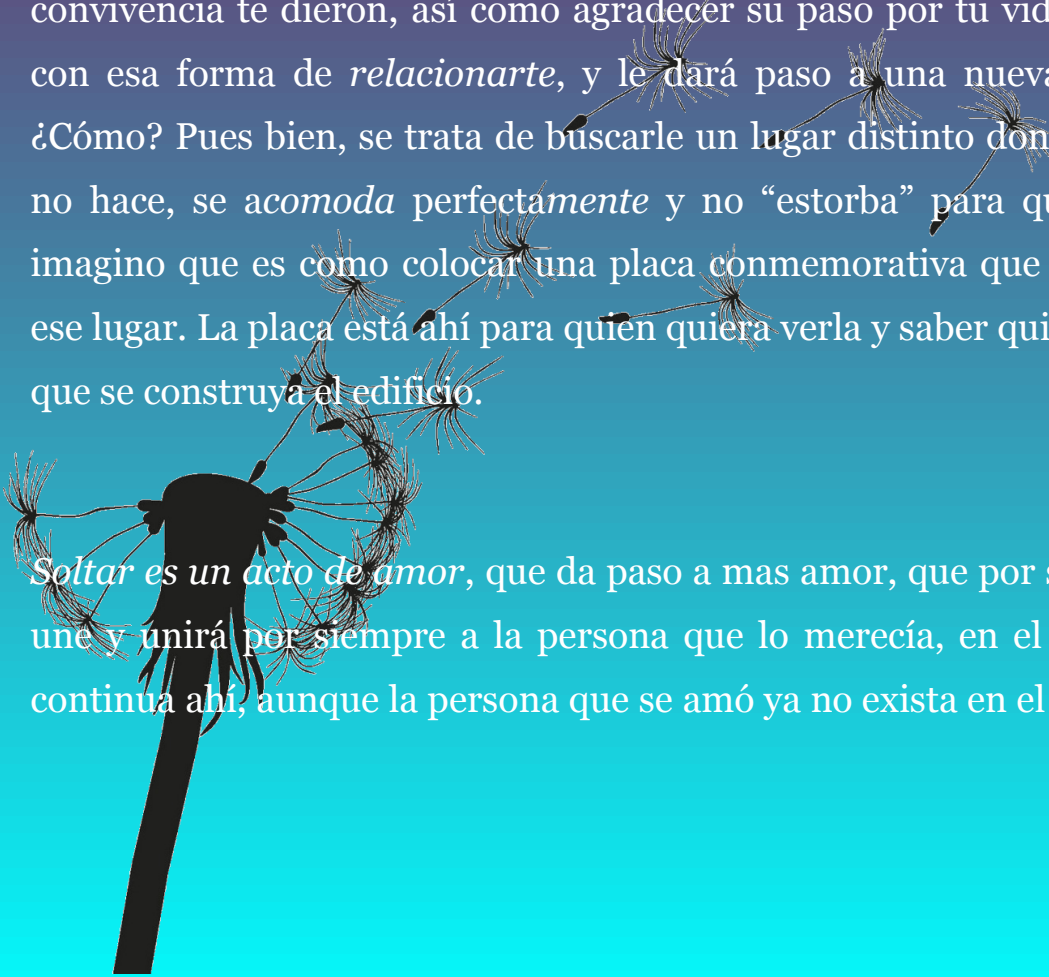 convivencia te dieron, así como agradecer su paso por tu vid
con esa forma de relacionarte, y le dará paso a una nueva
¿Cómo? Pues bien, se trata de buscarle un lugar distinto don
no hace, se acomoda perfectamente y no “estorba” para qu
imagino que es como colocar una placa conmemorativa que
ese lugar. La placa está ahí para quien quiera verla y saber qui
que se construya el edificio.
Soltar es un acto de amor, que da paso a mas amor, que por s
une y unirá por siempre a la persona que lo merecía, en el
continua ahí, aunque la persona que se amó ya no exista en el